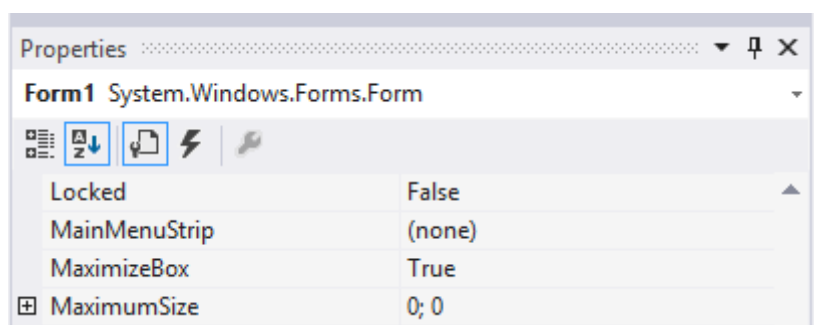 Properties
Form1 System.Windows.Forms.Form
Locked False
MainMenuStrip (none)
MaximizeBox True
MaximumSize 0; 0